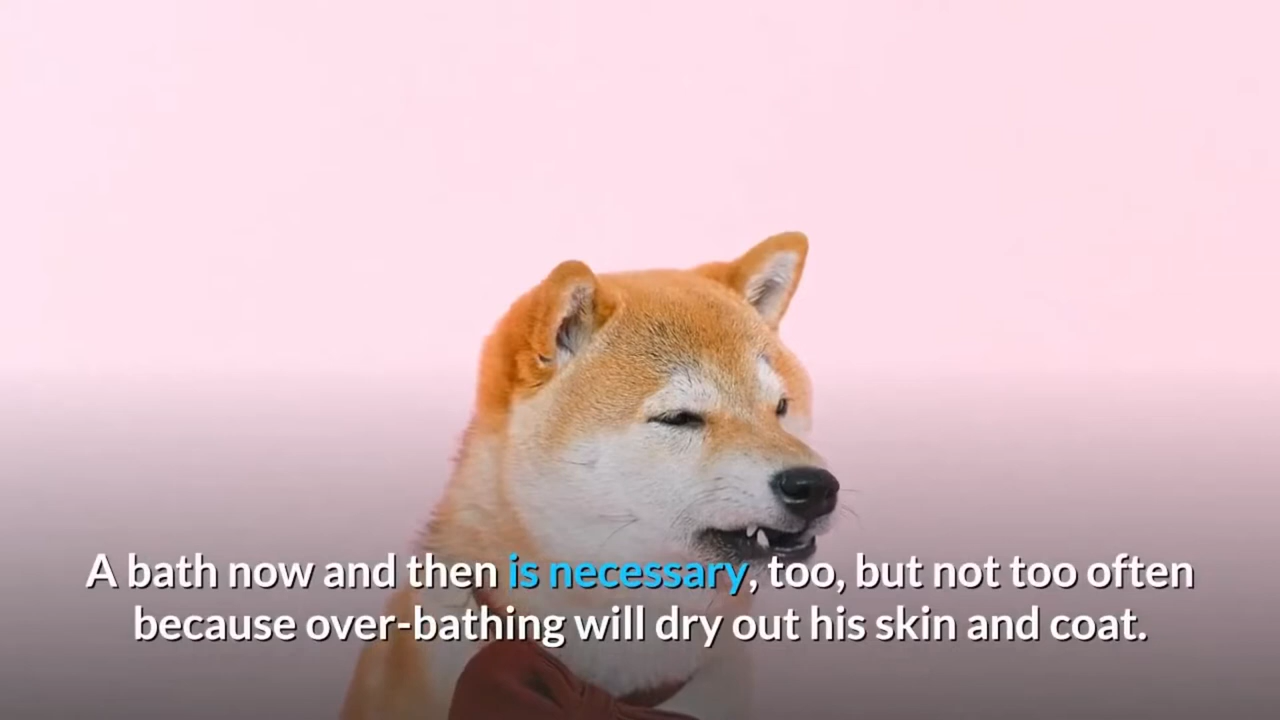 A bath now and then is necessary, too, but not too often
because over-bathing will dry out his skin and coat.